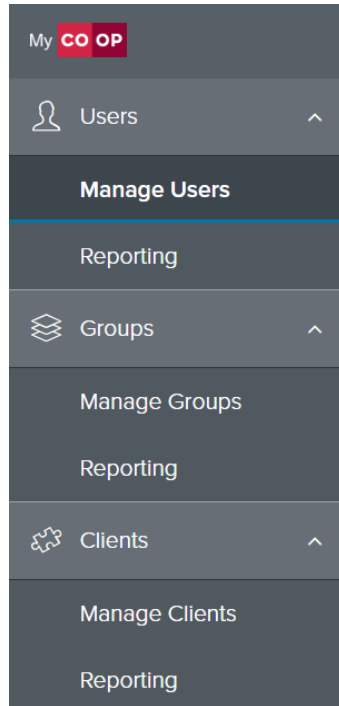 My CO OP
Users
Manage Users
Reporting
Groups
Manage Groups
Reporting
Clients
Manage Clients
Reporting